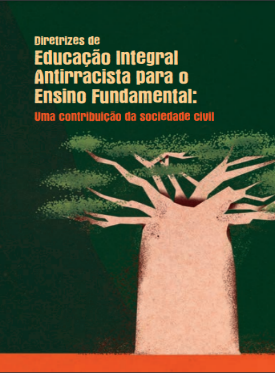 Diretrizes de
Educação Integral
Antirracista para o
Ensino Fundamental:
Uma contribuição da sociedade civil